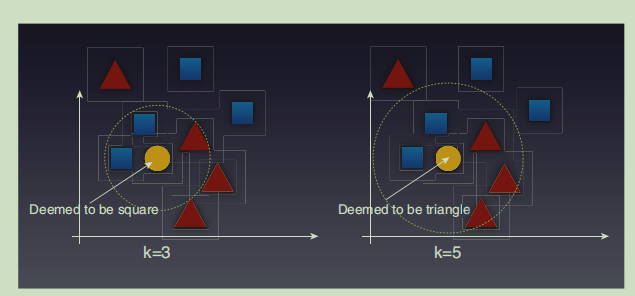 Deemed to be square
Deemed to be triangle
k=3
k=5